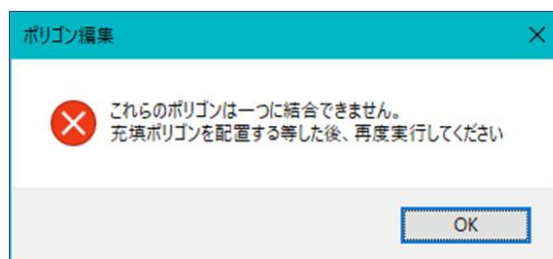 ポリゴン編集
これらのポリゴンは一つに結合できません。
充填ポリゴンを配置する等した後、再度実行してください
OK